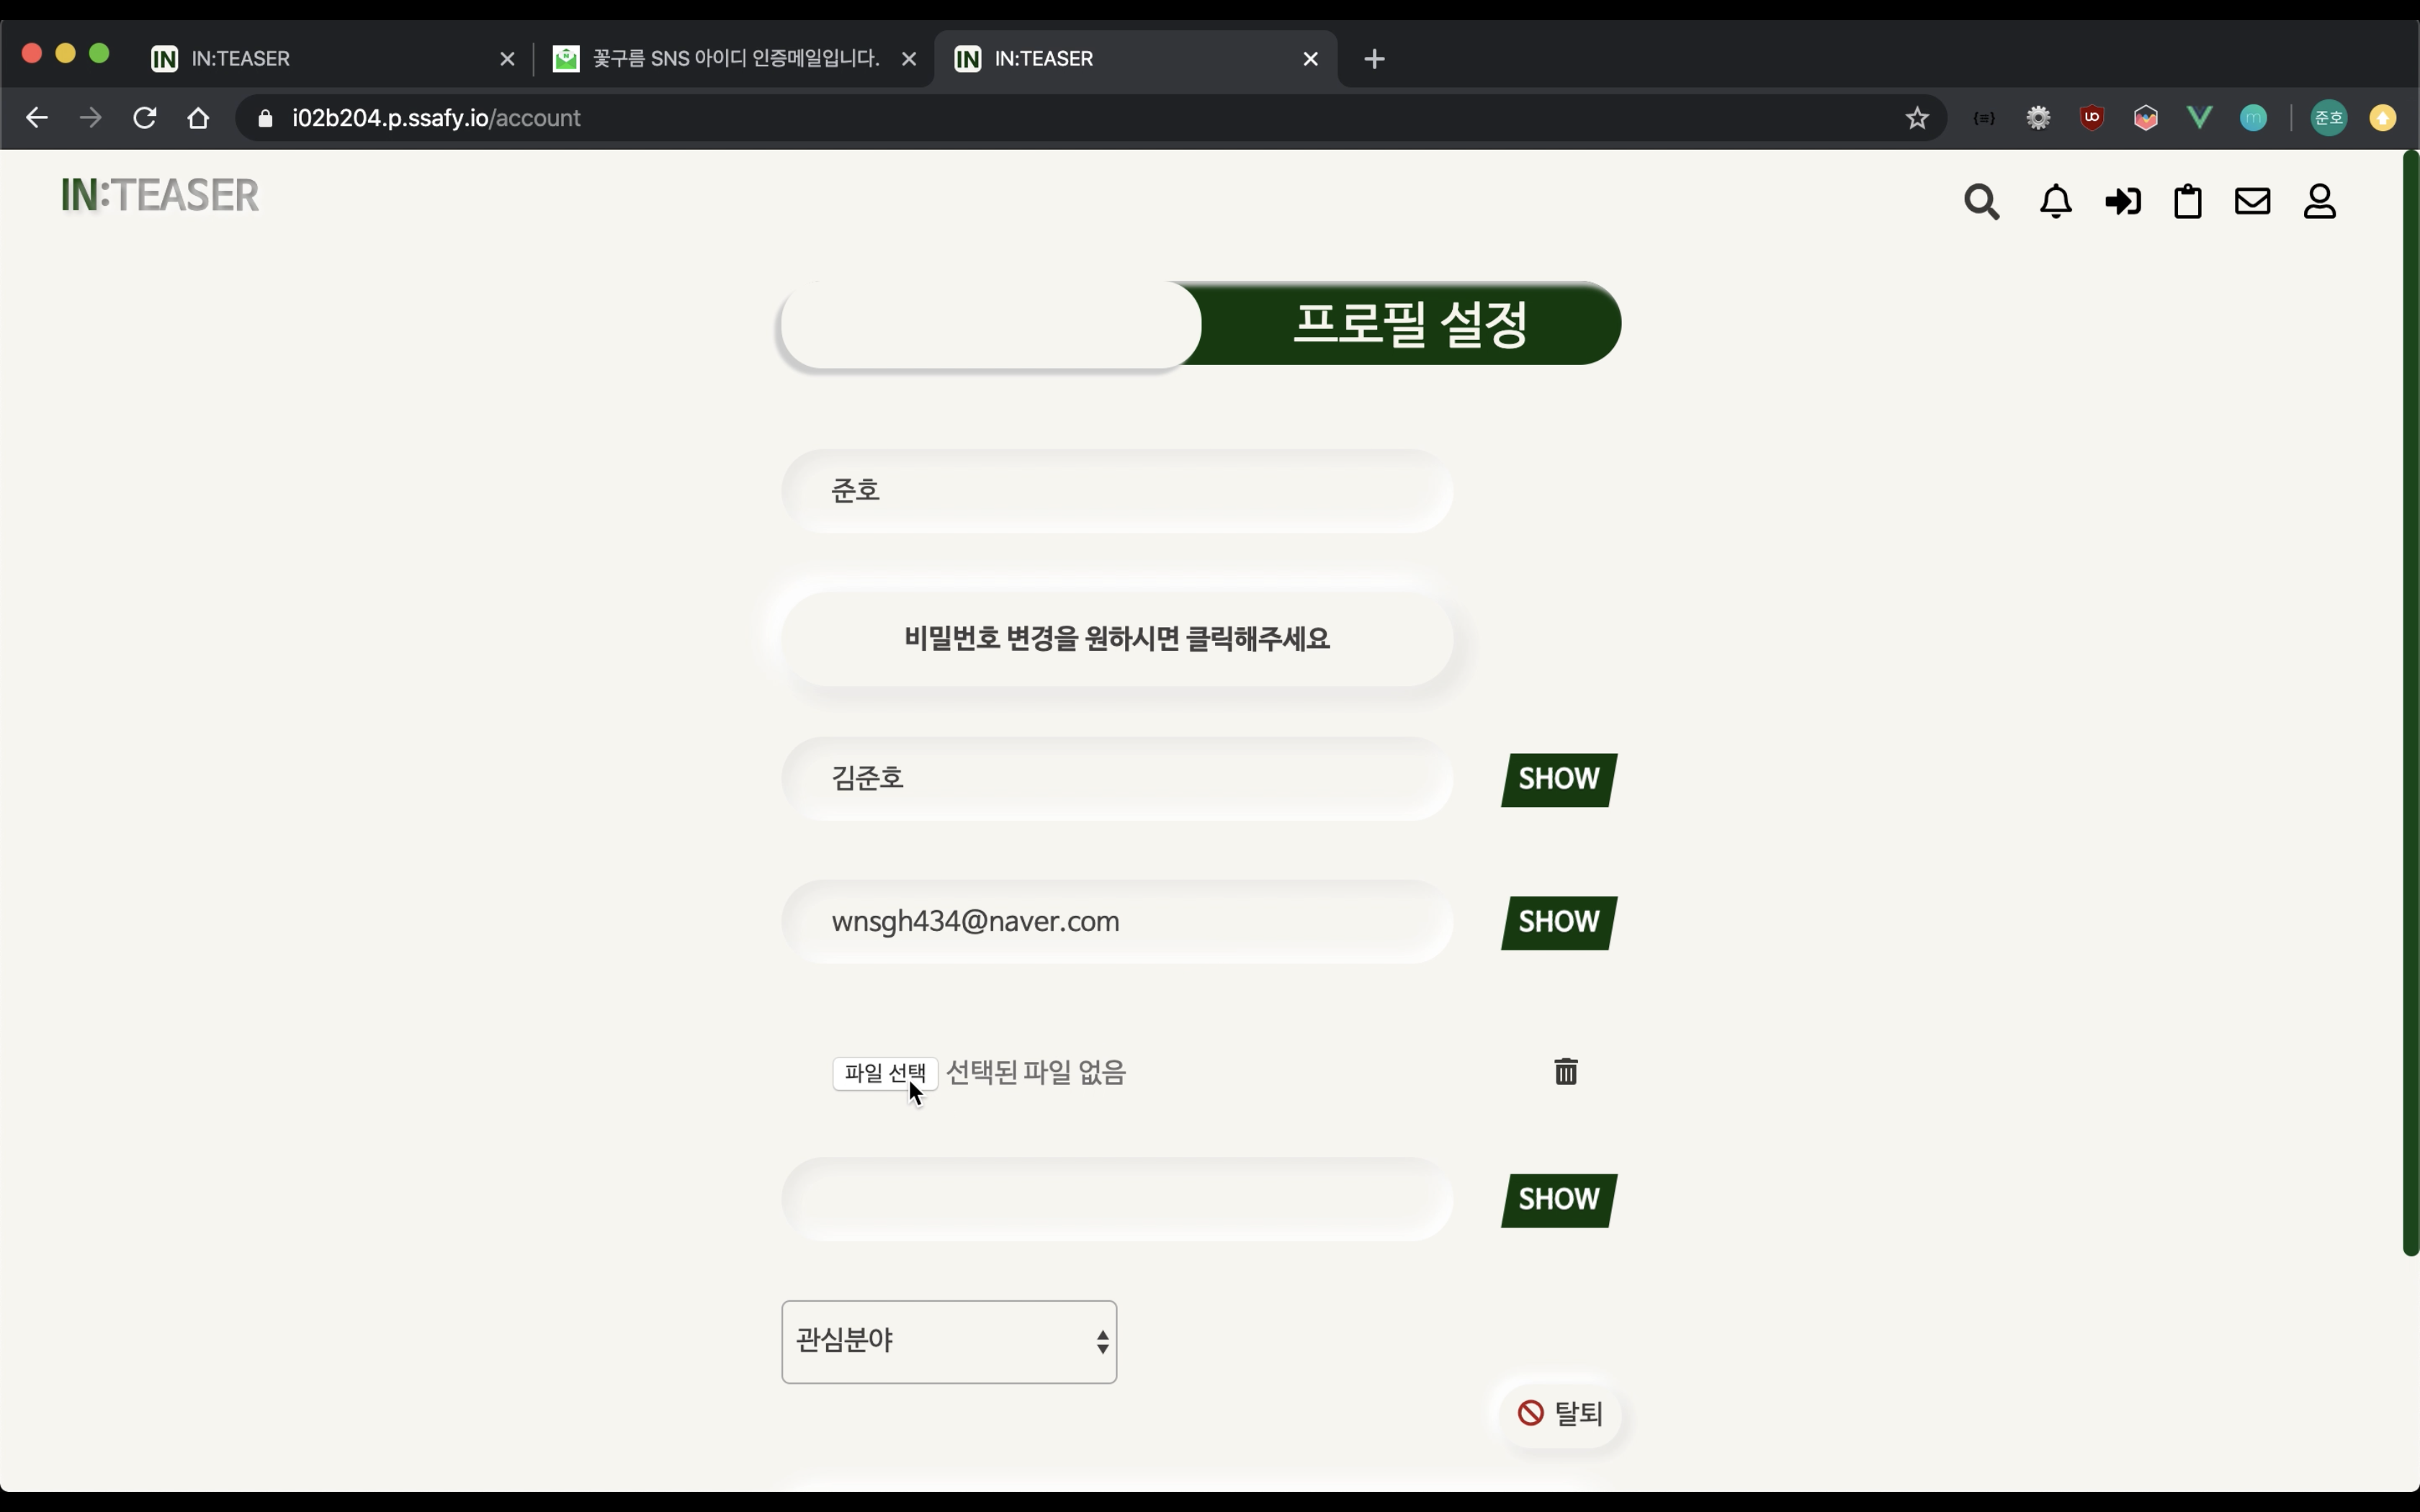 IN IN:TEASER
꽃구름 SNS 아이디 인증메일입니다.
IN IN:TEASER
i02b204.p.ssafy.io/account
준호
IN:TEASER
프로필 설정
준호
비밀번호 변경을 원하시면 클릭해주세요
김준호
SHOW
wnsgh434@naver.com
SHOW
파일 선택 선택된 파일 없음
SHOW
관심분야
탈퇴